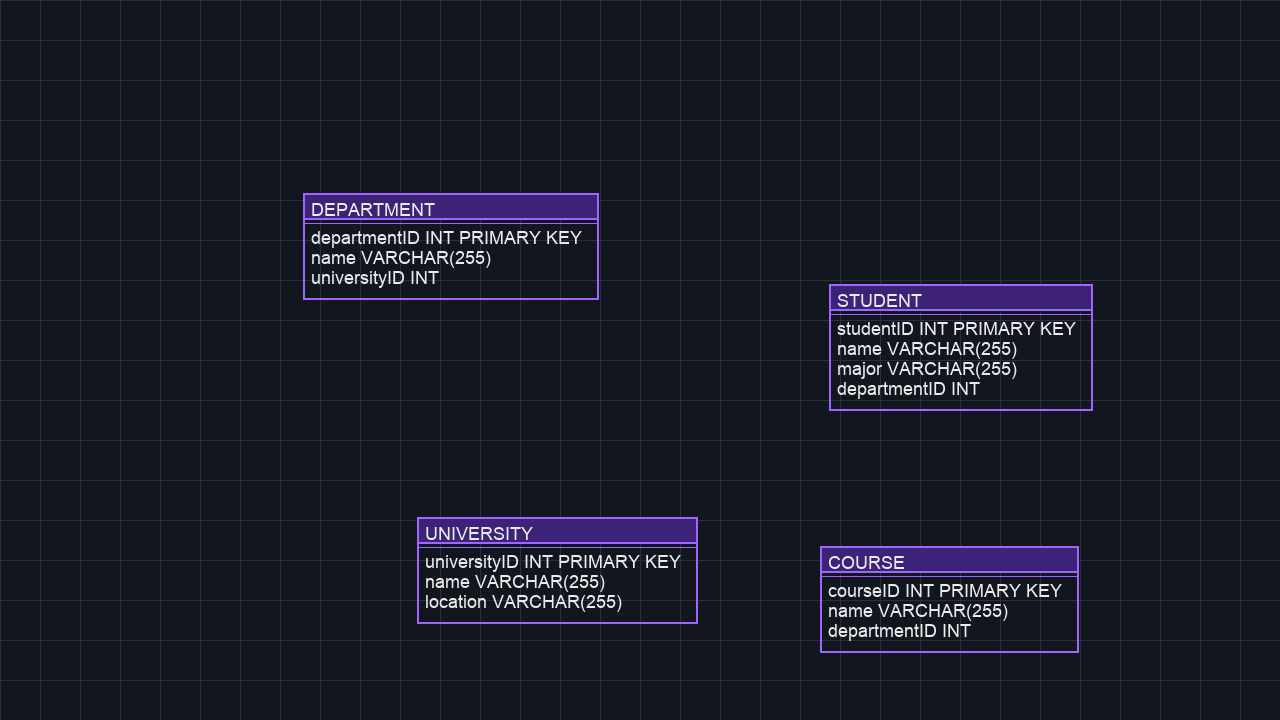 DEPARTMENT
departmentID INT PRIMARY KEY
name VARCHAR(255)
universityID INT
STUDENT
studentID INT PRIMARY KEY
name VARCHAR(255)
major VARCHAR(255)
departmentID INT
UNIVERSITY
universityID INT PRIMARY KEY
name VARCHAR(255)
location VARCHAR(255)
COURSE
courseID INT PRIMARY KEY
name VARCHAR(255)
departmentID INT